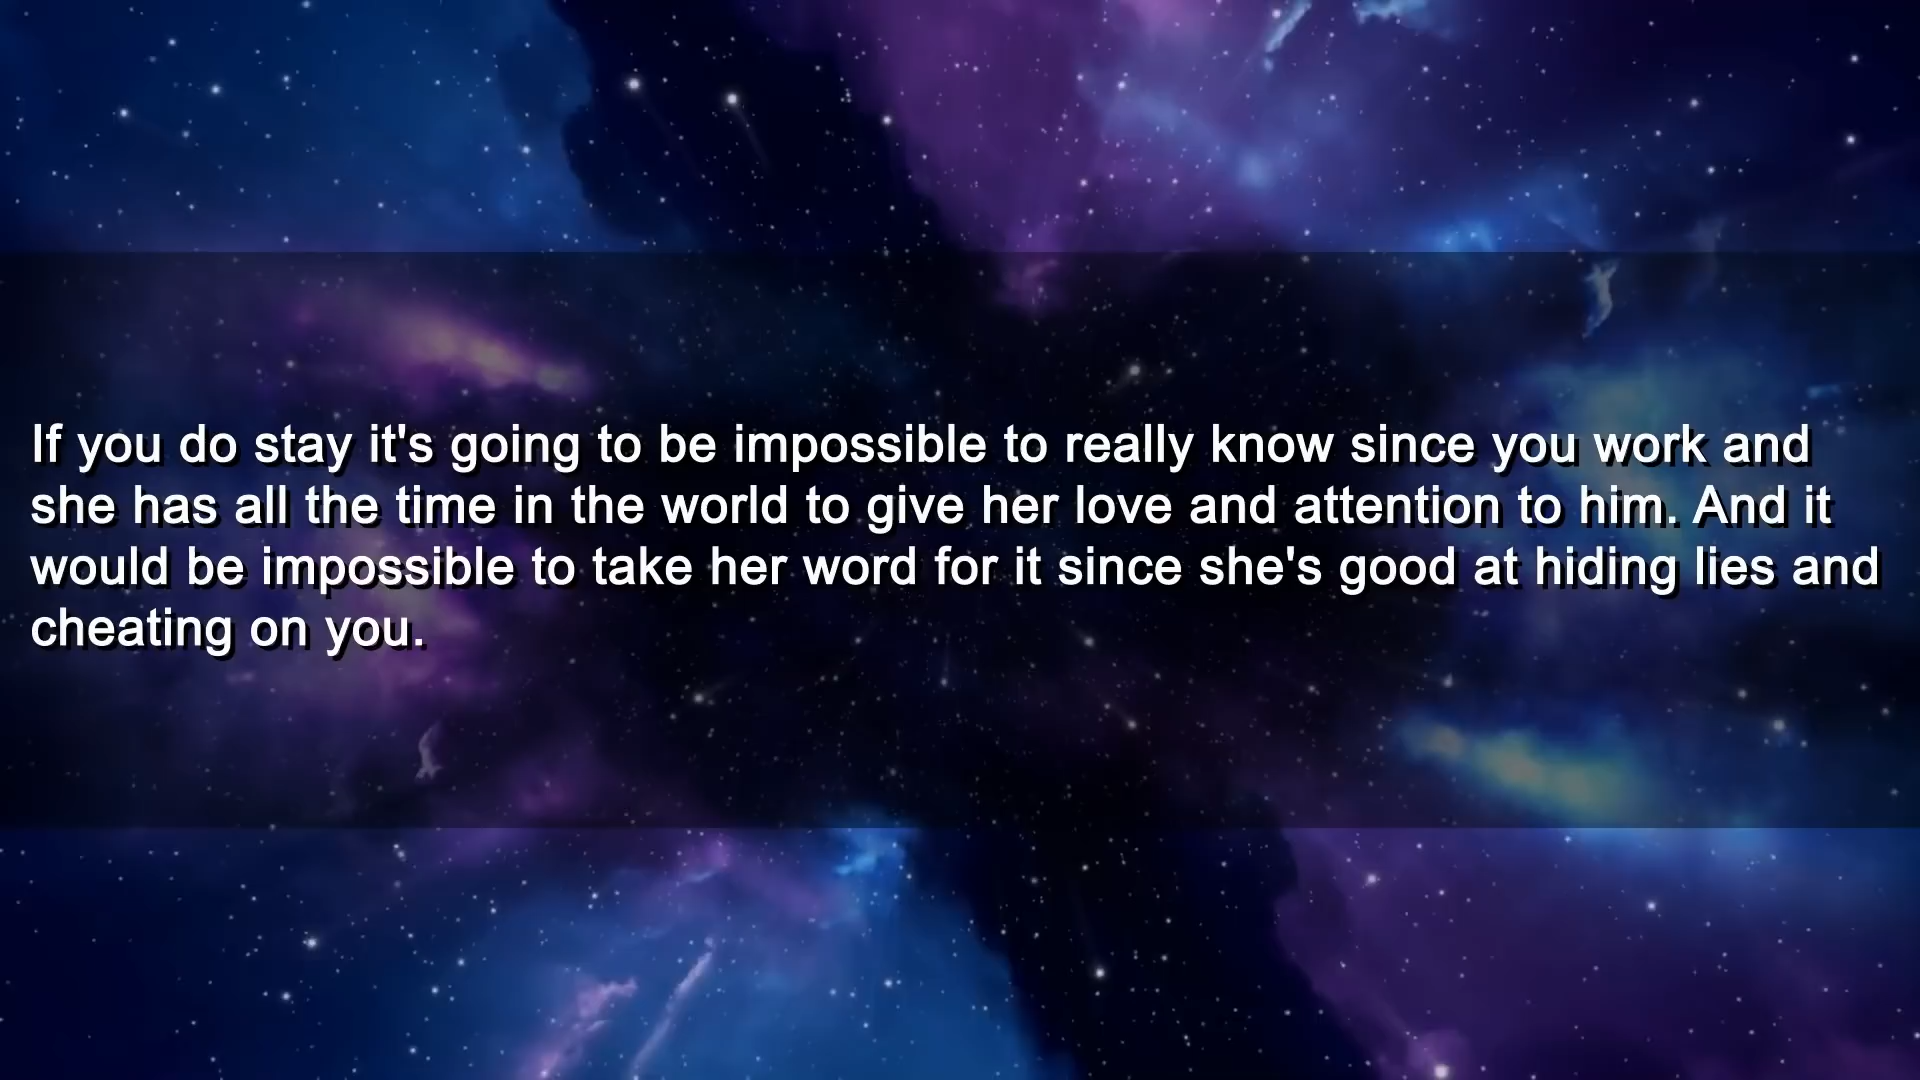 If you do stay it's going to be impossible to really know since you work and
she has all the time in the world to give her love and attention to him. And it
would be impossible to take her word for it since she's good at hiding lies and
cheating on you.